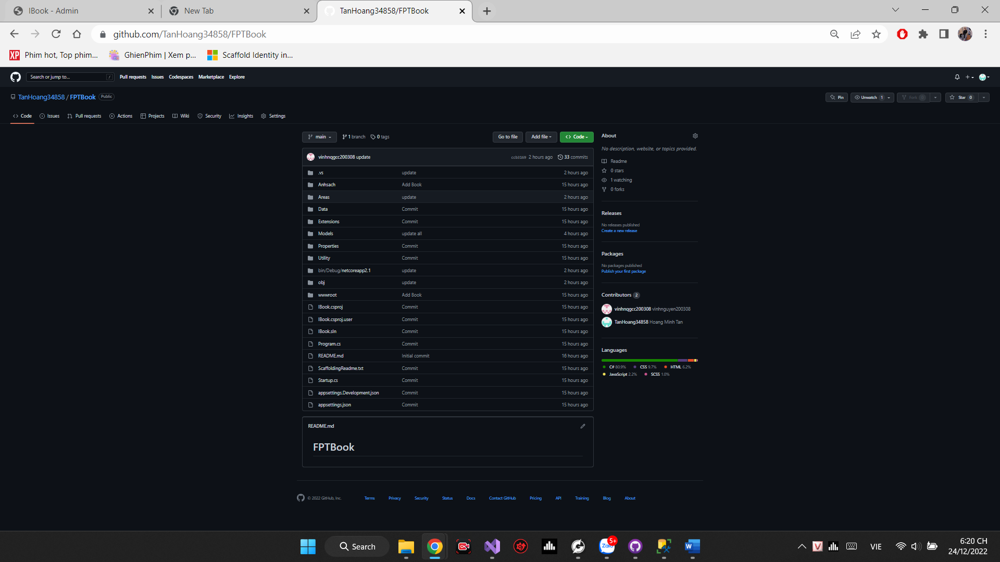 IBook - Admin
New Tab
TanHoang34858/FPTBook
github.com/TanHoang34858/FPTBook
XP Phim hot, Top phim... GhienPhim | Xem p... Scaffold Identity in...
Search or jump to... / Pull requests Issues Codespaces Marketplace Explore
TanHoang34858 / FPTBook Public
Pin Unwatch 1 Fork 0 Star 0
Code Issues Pull requests Actions Projects Wiki Security Insights Settings
main 1 branch 0 tags Go to file Add file Code
vinhnqgcc200308 update ccb3169 2 hours ago 33 commits
.vs update 2 hours ago
Anhsach Add Book 15 hours ago
Areas update 2 hours ago
Data Commit 15 hours ago
Extensions Commit 15 hours ago
Models update all 4 hours ago
Properties Commit 15 hours ago
Utility Commit 15 hours ago
bin/Debug/netcoreapp2.1 update 2 hours ago
obj update 2 hours ago
wwwroot Add Book 15 hours ago
IBook.csproj Commit 15 hours ago
IBook.csproj.user Commit 15 hours ago
IBook.sln Commit 15 hours ago
Program.cs Commit 15 hours ago
README.md Initial commit 16 hours ago
ScaffoldingReadme.txt Commit 15 hours ago
Startup.cs Commit 15 hours ago
appsettings.Development.json Commit 15 hours ago
appsettings.json Commit 15 hours ago
README.md
FPTBook
About
No description, website, or topics provided.
Readme
0 stars
1 watching
0 forks
Releases
No releases published
Create a new release
Packages
No packages published
Publish your first package
Contributors 2
vinhnqgcc200308 vinhnguyen200308
TanHoang34858 Hoang Minh Tan
Languages
C# 80.9% CSS 9.7% HTML 6.2%
JavaScript 2.2% SCSS 1.0%
© 2022 GitHub, Inc. Terms Privacy Security Status Docs Contact GitHub Pricing API Training Blog About
Search
Zalo 5+
W
V
VIE
6:20 CH
24/12/2022